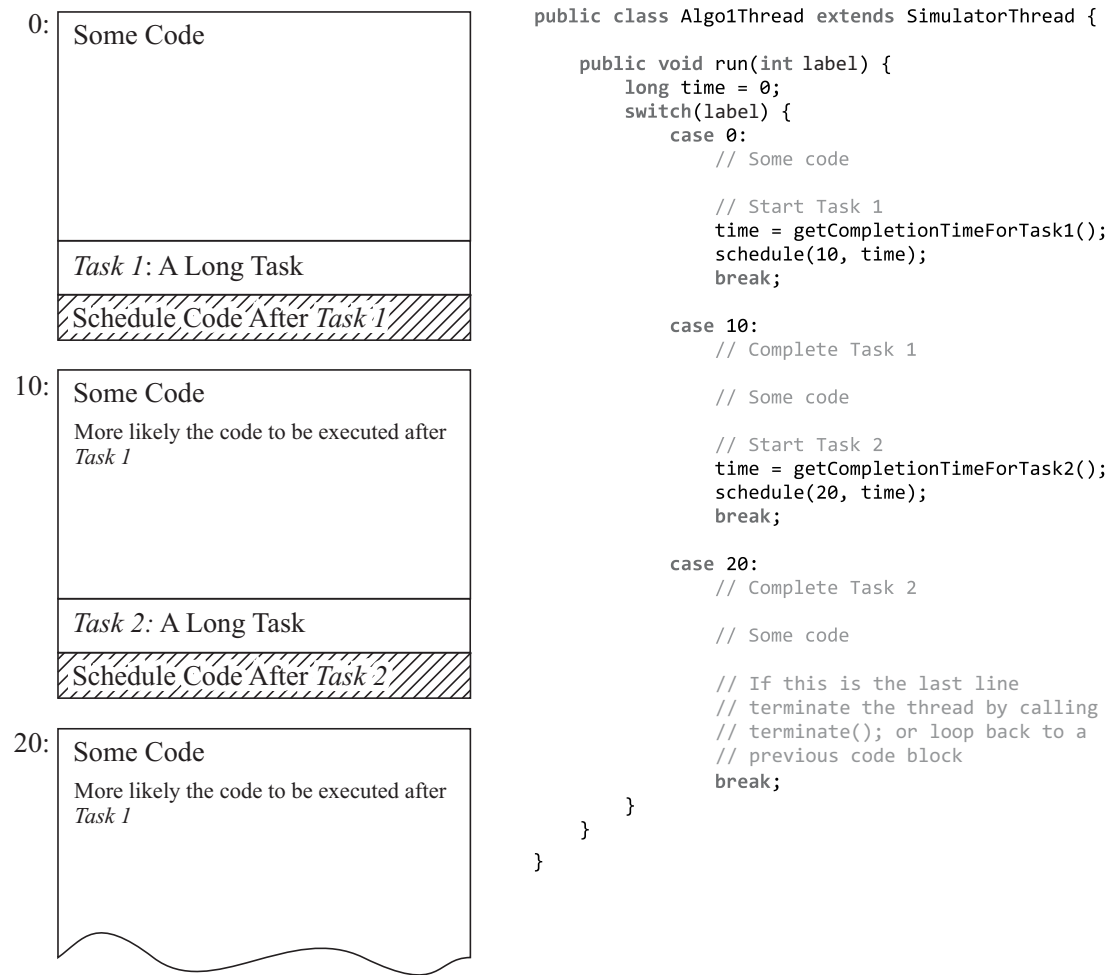 0:
Some Code
Task 1: A Long Task
Schedule Code After Task 1
10:
Some Code
More likely the code to be executed after
Task 1
Task 2: A Long Task
Schedule Code After Task 2
20:
Some Code
More likely the code to be executed after
Task 1
public class Algo1Thread extends SimulatorThread {
public void run(int label) {
long time = 0;
switch(label) {
case 0:
// Some code
// Start Task 1
time = getCompletionTimeForTask1();
schedule(10, time);
break;
case 10:
// Complete Task 1
// Some code
// Start Task 2
time = getCompletionTimeForTask2();
schedule(20, time);
break;
case 20:
// Complete Task 2
// Some code
// If this is the last line
// terminate the thread by calling
// terminate(); or loop back to a
// previous code block
break;
}
}
}